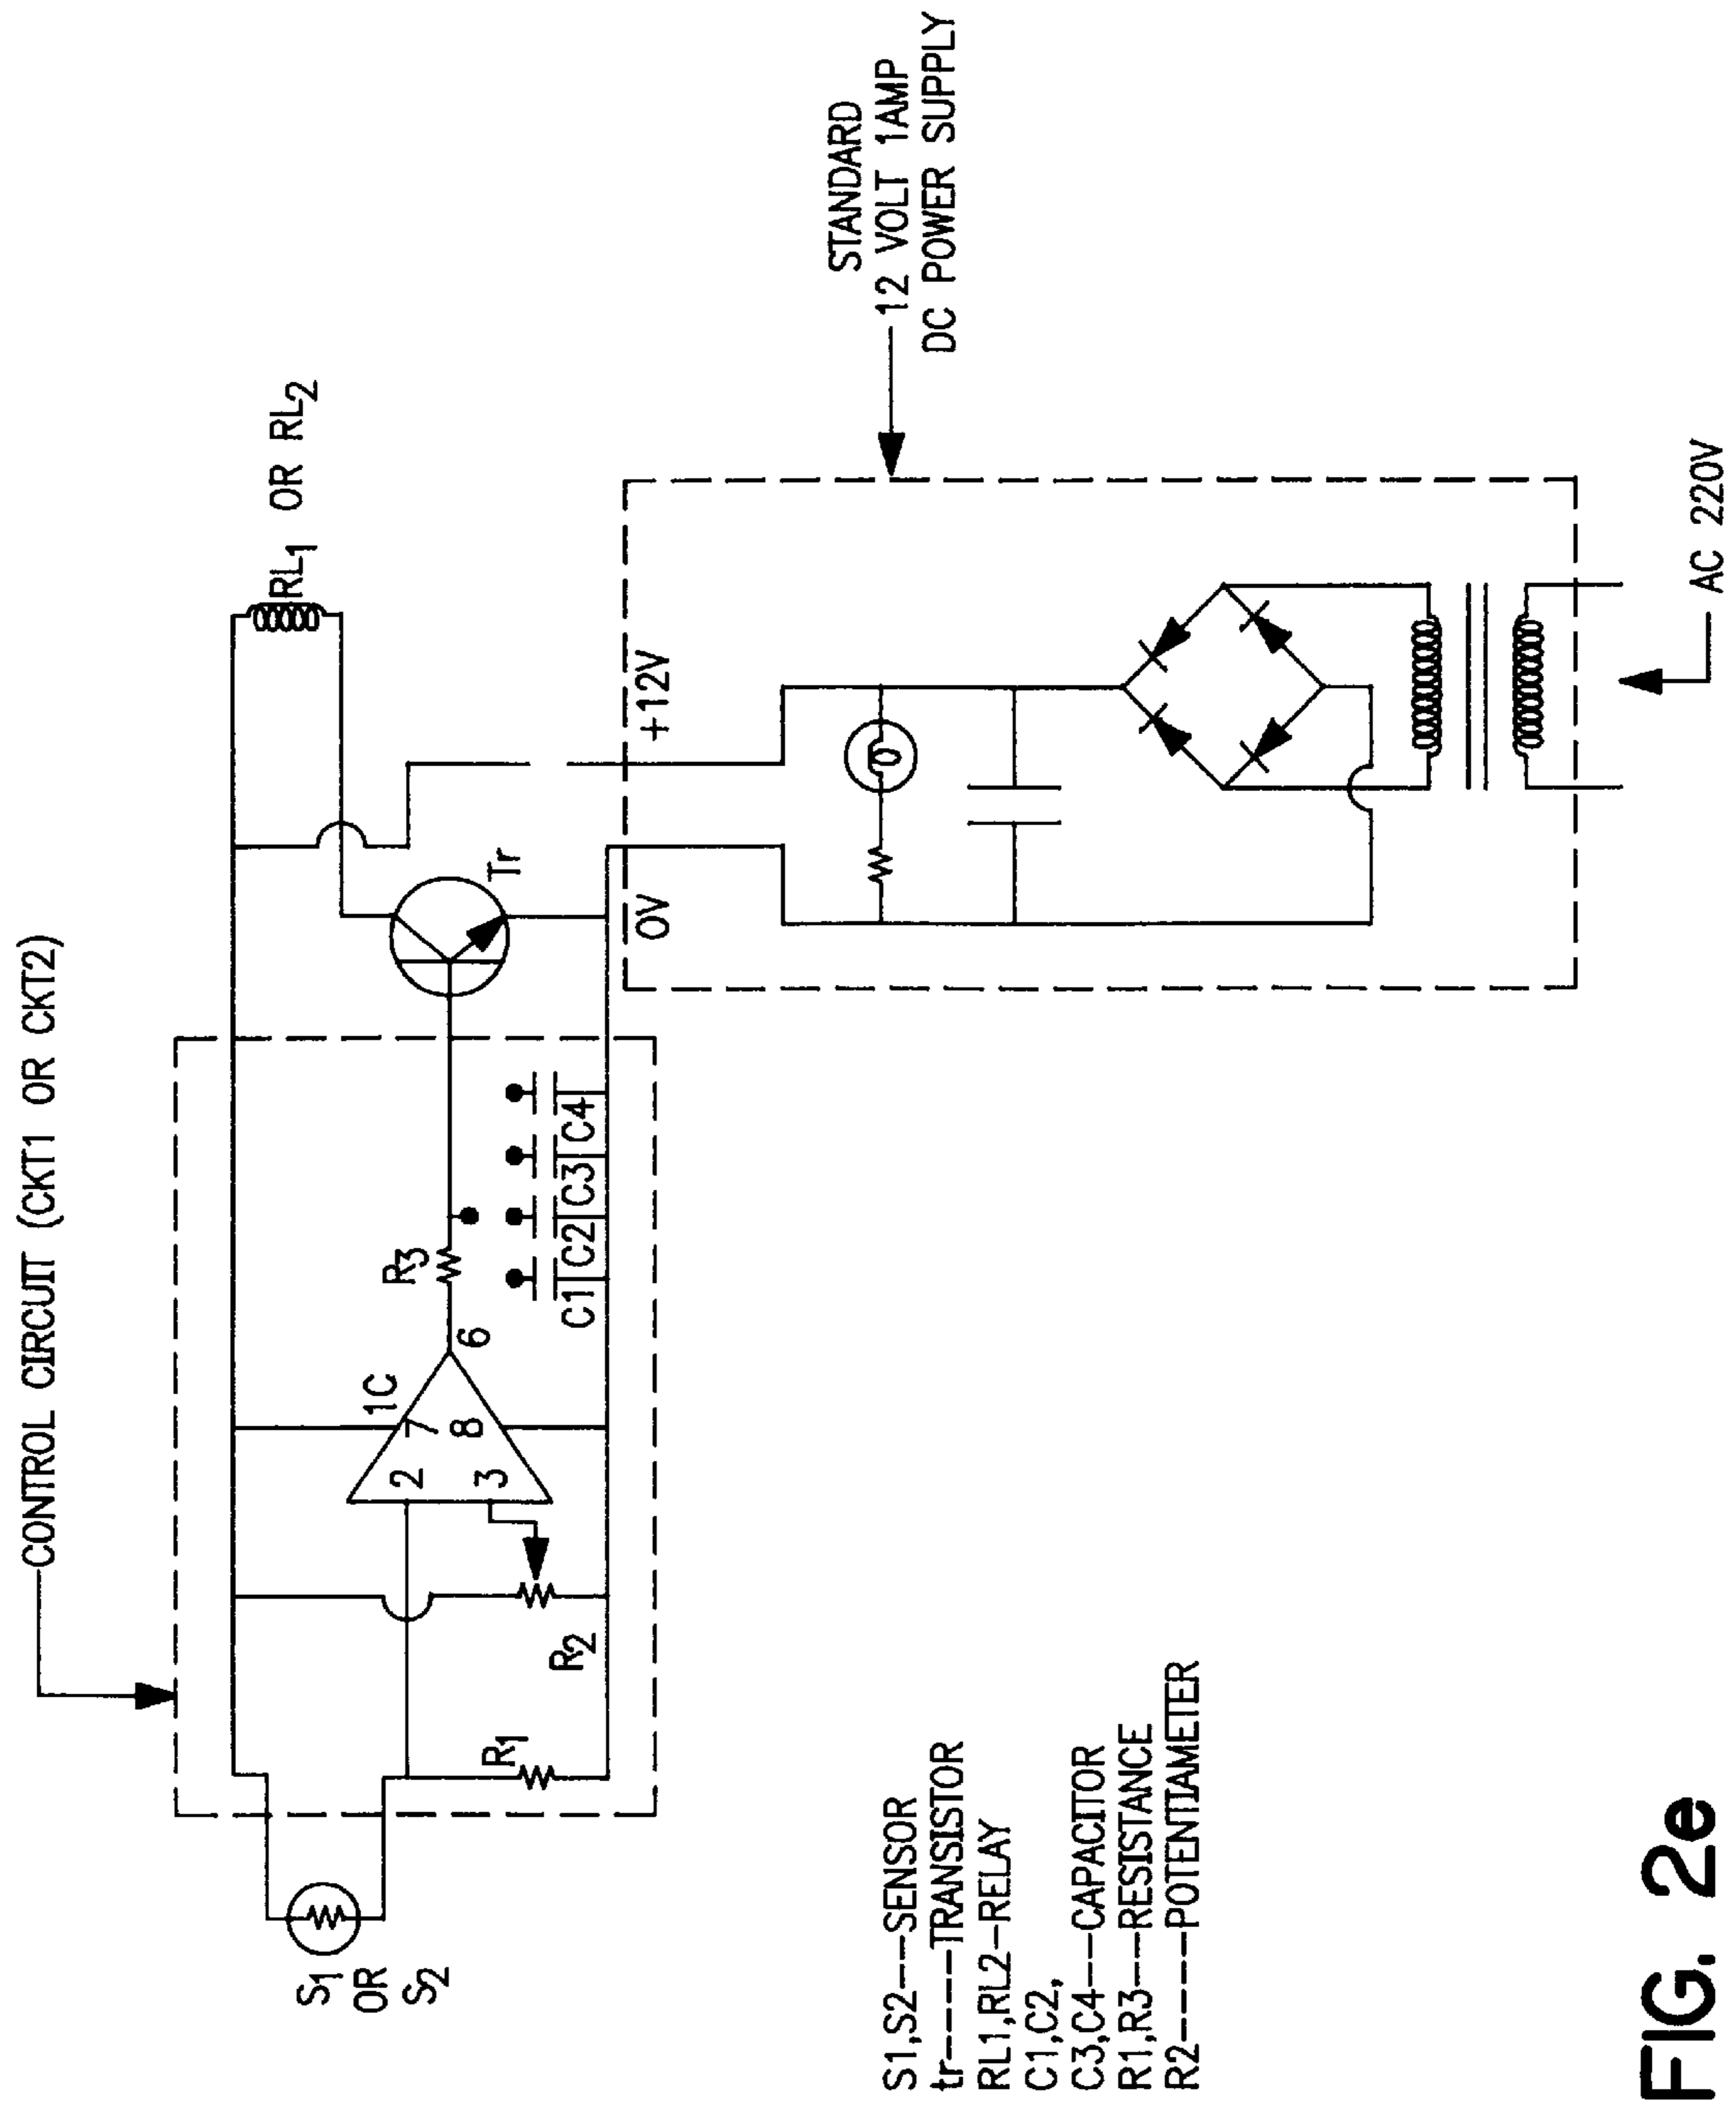 CONTROL CIRCUIT (CKT1 OR CKT2)
S1
OR
S2
R1
R2
2
3
7
8
1C
6
R3
C1
C2
C3
C4
Tr
RL1 OR RL2
0V
+12V
STANDARD
12 VOLT 1AMP
DC POWER SUPPLY
AC 220V
S1,S2---SENSOR
tr-----TRANSISTOR
RL1,RL2-RELAY
C1,C2,
C3,C4---CAPACITOR
R1,R3---RESISTANCE
R2-----POTENTIAMETER
FIG. 2e